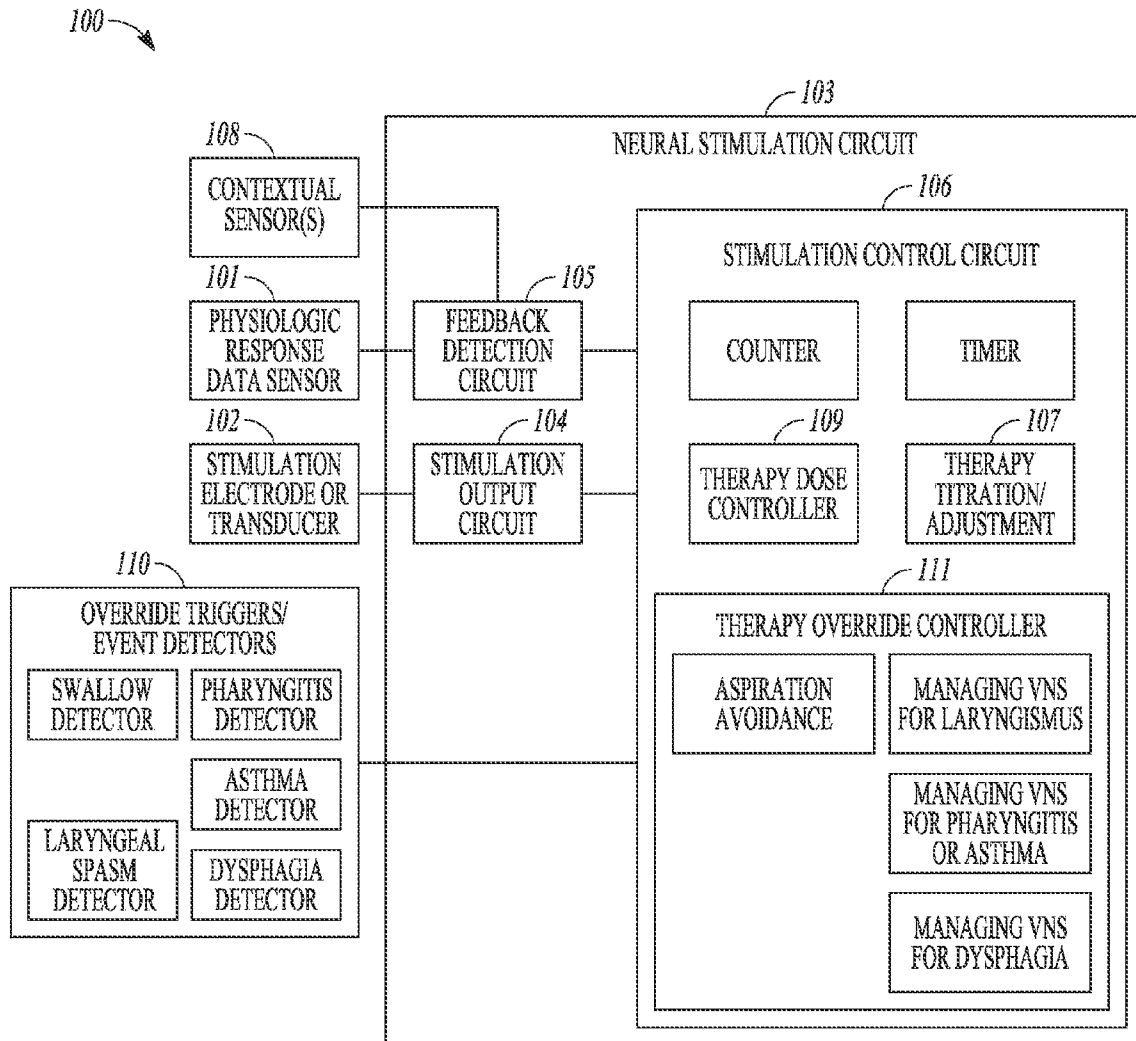 100
103
NEURAL STIMULATION CIRCUIT
108
CONTEXTUAL
SENSOR(S)
101
PHYSIOLOGIC
RESPONSE
DATA SENSOR
102
STIMULATION
ELECTRODE OR
TRANSDUCER
105
FEEDBACK
DETECTION
CIRCUIT
104
STIMULATION
OUTPUT
CIRCUIT
106
STIMULATION CONTROL CIRCUIT
COUNTER
TIMER
109
THERAPY DOSE
CONTROLLER
107
THERAPY
TITRATION/
ADJUSTMENT
110
OVERRIDE TRIGGERS/
EVENT DETECTORS
SWALLOW
DETECTOR
PHARYNGITIS
DETECTOR
ASTHMA
DETECTOR
LARYNGEAL
SPASM
DETECTOR
DYSPHAGIA
DETECTOR
111
THERAPY OVERRIDE CONTROLLER
ASPIRATION
AVOIDANCE
MANAGING VNS
FOR LARYNGISMUS
MANAGING VNS
FOR PHARYNGITIS
OR ASTHMA
MANAGING VNS
FOR DYSPHAGIA